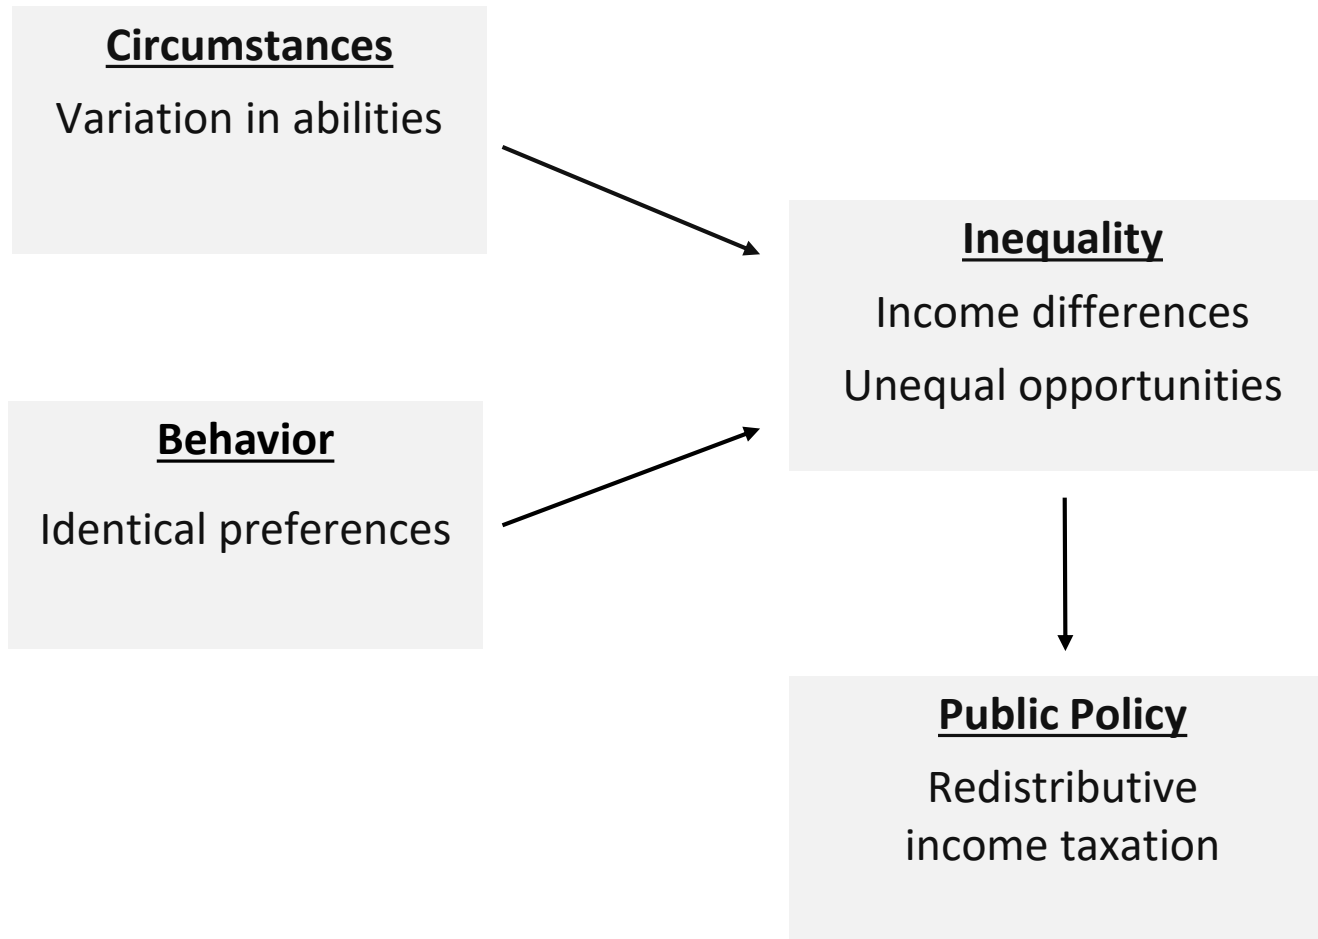 Circumstances
Variation in abilities
Behavior
Identical preferences
Inequality
Income differences
Unequal opportunities
Public Policy
Redistributive
income taxation